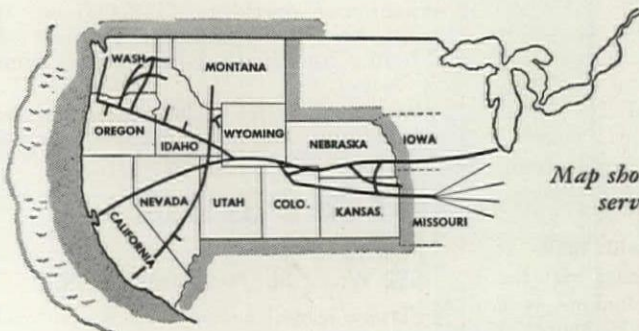 WASH.
MONTANA
OREGON
IDAHO
WYOMING
NEBRASKA
IOWA
NEVADA
UTAH
COLO.
KANSAS.
MISSOURI
CALIFORNIA
Map sho
serv